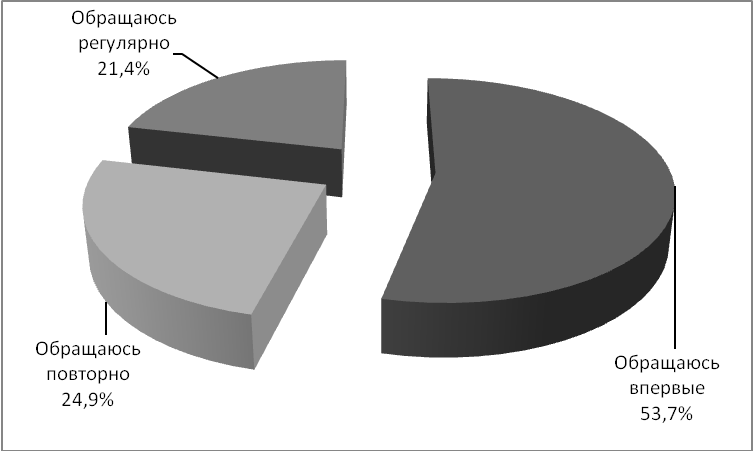 Обращаюсь
регулярно
21,4%
Обращаюсь
повторно
24,9%
Обращаюсь
впервые
53,7%